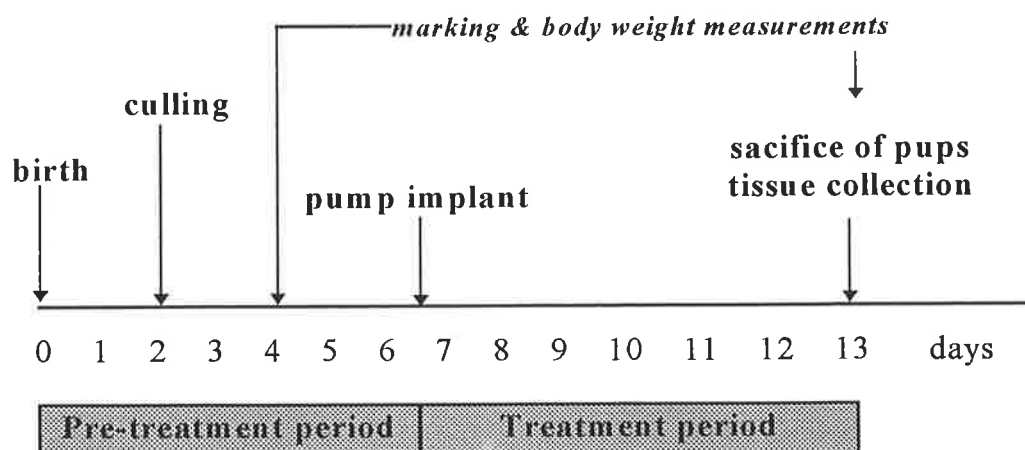 marking & body weight measurements
culling
birth
sacifice of pups
tissue collection
pump implant
0 1 2 3 4 5 6 7 8 9 10 11 12 13 days
Pre-treatment period Treatment period